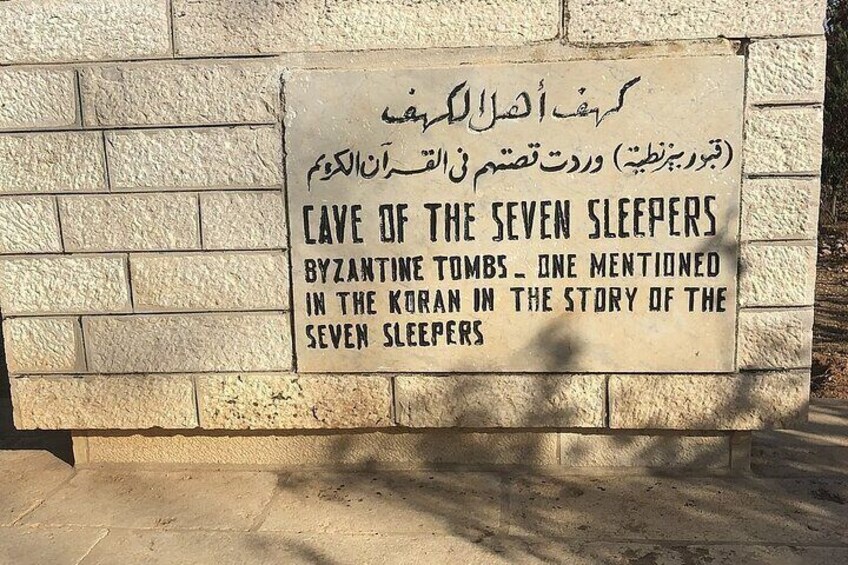 كهف أهل الكهف
(قبور بيزنطية) وردت قصتهم في القرآن الكريم
CAVE OF THE SEVEN SLEEPERS
BYZANTINE TOMBS _ ONE MENTIONED
IN THE KORAN IN THE STORY OF THE
SEVEN SLEEPERS